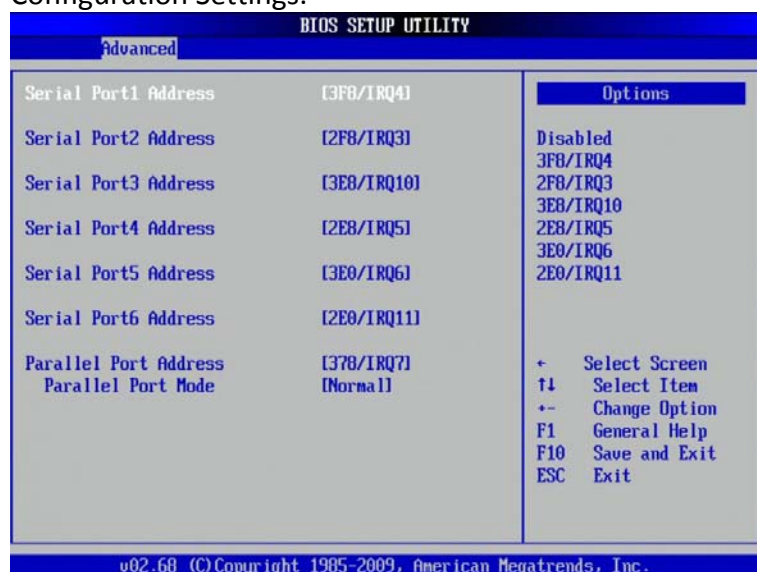 Configuration Settings.
BIOS SETUP UTILITY
Advanced
Serial Port1 Address [3F8/IRQ4]
Serial Port2 Address [2F8/IRQ3]
Serial Port3 Address [3E8/IRQ10]
Serial Port4 Address [2E8/IRQ5]
Serial Port5 Address [3E0/IRQ6]
Serial Port6 Address [2E0/IRQ11]
Parallel Port Address [378/IRQ7]
Parallel Port Mode [Normal]
Options
Disabled
3F8/IRQ4
2F8/IRQ3
3E8/IRQ10
2E8/IRQ5
3E0/IRQ6
2E0/IRQ11
← Select Screen
↑↓ Select Item
+- Change Option
F1 General Help
F10 Save and Exit
ESC Exit
v02.68 (C)Copyright 1985-2009, American Megatrends, Inc.